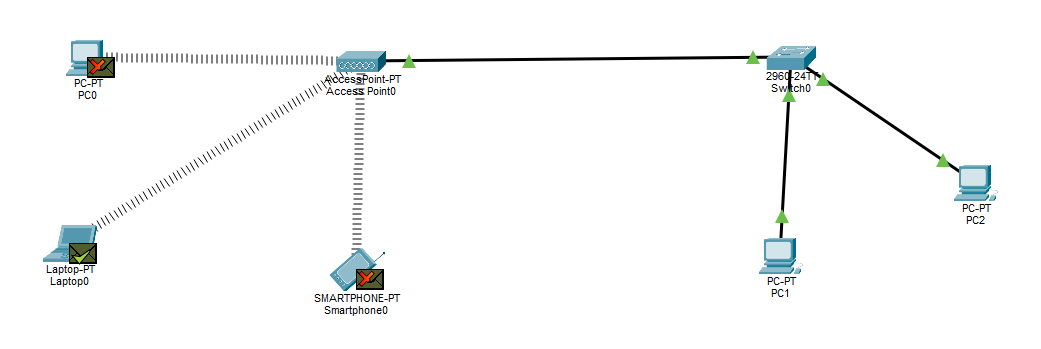 PC-PT
PC0
AccessPoint-PT
Access Point0
2960-24TT
Switch0
PC-PT
PC2
Laptop-PT
Laptop0
SMARTPHONE-PT
Smartphone0
PC-PT
PC1